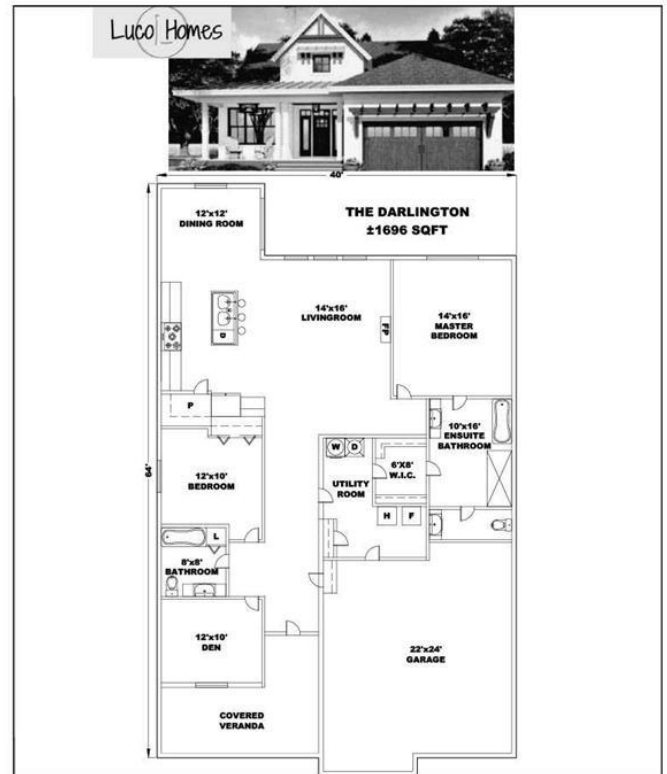 Luco Homes
40'
THE DARLINGTON
±1696 SQFT
12'x12'
DINING ROOM
14'x16'
LIVINGROOM
FP
14'x16'
MASTER
BEDROOM
D
P
10'x16'
ENSUITE
BATHROOM
W D
6'X8'
W.I.C.
64'
12'x10'
BEDROOM
UTILITY
ROOM
H F
L
8'x8'
BATHROOM
12'x10'
DEN
22'x24'
GARAGE
COVERED
VERANDA